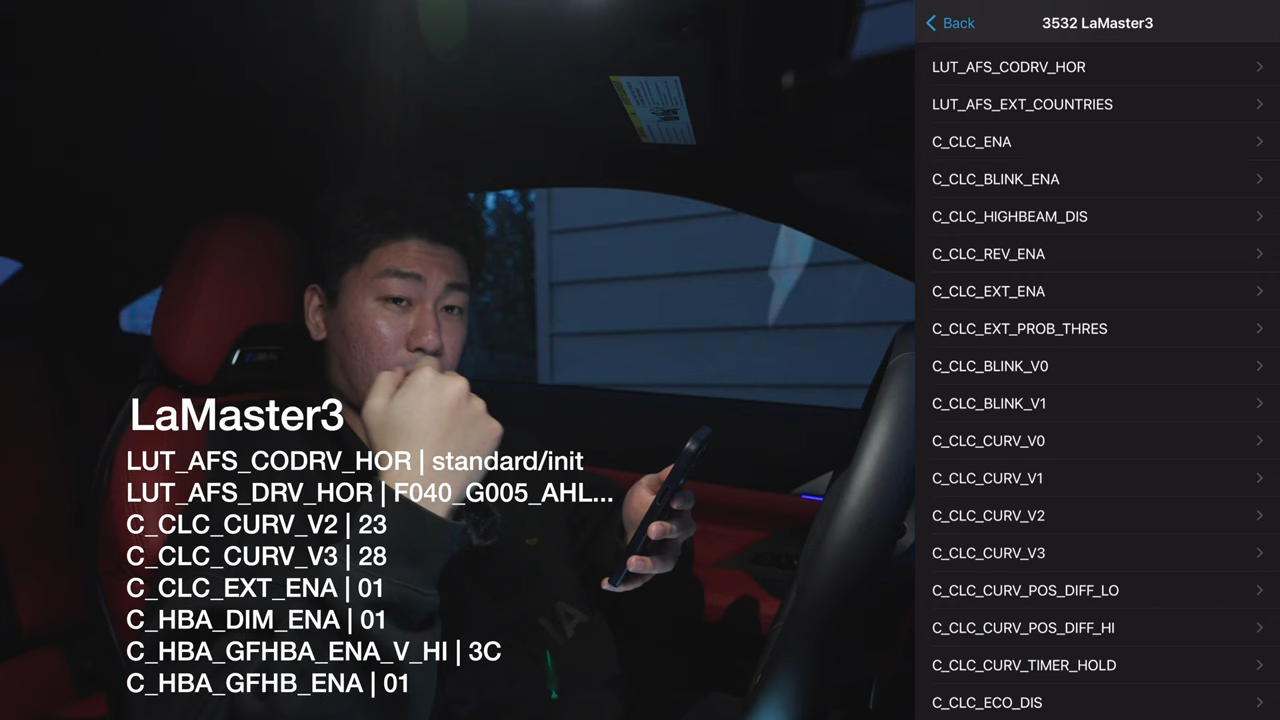 LaMaster3
LUT_AFS_CODRV_HOR | standard/init
LUT_AFS_DRV_HOR | F040_G005_AHL...
C_CLC_CURV_V2 | 23
C_CLC_CURV_V3 | 28
C_CLC_EXT_ENA | 01
C_HBA_DIM_ENA | 01
C_HBA_GFHBA_ENA_V_HI | 3C
C_HBA_GFHB_ENA | 01
Back
3532 LaMaster3
LUT_AFS_CODRV_HOR
LUT_AFS_EXT_COUNTRIES
C_CLC_ENA
C_CLC_BLINK_ENA
C_CLC_HIGHBEAM_DIS
C_CLC_REV_ENA
C_CLC_EXT_ENA
C_CLC_EXT_PROB_THRES
C_CLC_BLINK_V0
C_CLC_BLINK_V1
C_CLC_CURV_V0
C_CLC_CURV_V1
C_CLC_CURV_V2
C_CLC_CURV_V3
C_CLC_CURV_POS_DIFF_LO
C_CLC_CURV_POS_DIFF_HI
C_CLC_CURV_TIMER_HOLD
C_CLC_ECO_DIS